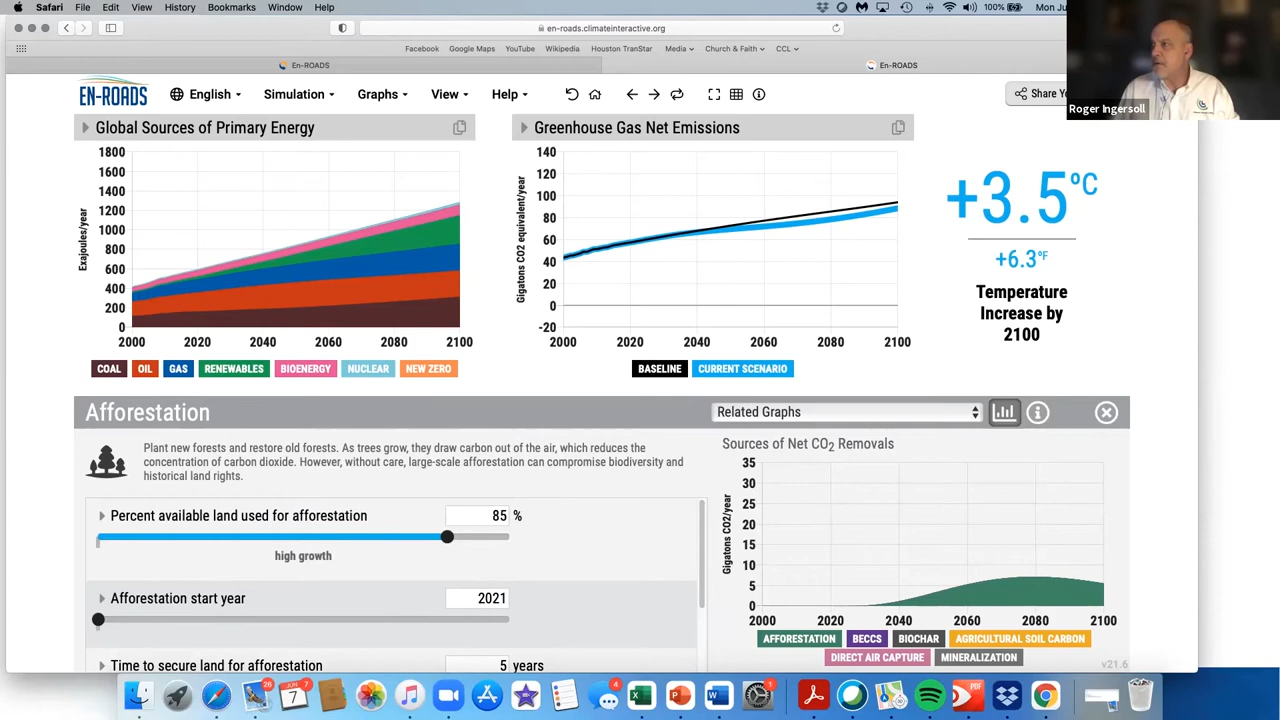 Safari File Edit View History Bookmarks Window Help 100% Mon Ju
en-roads.climateinteractive.org
Facebook Google Maps YouTube Wikipedia Houston TranStar Media Church & Faith CCL
En-ROADS
En-ROADS
Roger Ingersoll
EN-ROADS
English Simulation Graphs View Help
Share Yo
Global Sources of Primary Energy
1800
1600
1400
1200
1000
800
600
400
200
0
Exajoules/year
2000 2020 2040 2060 2080 2100
COAL OIL GAS RENEWABLES BIOENERGY NUCLEAR NEW ZERO
Greenhouse Gas Net Emissions
140
120
100
80
60
40
20
0
-20
Gigatons CO2 equivalent/year
2000 2020 2040 2060 2080 2100
BASELINE CURRENT SCENARIO
+3.5°C
+6.3°F
Temperature
Increase by
2100
Afforestation
Related Graphs
Plant new forests and restore old forests. As trees grow, they draw carbon out of the air, which reduces the
concentration of carbon dioxide. However, without care, large-scale afforestation can compromise biodiversity and
historical land rights.
Percent available land used for afforestation 85 %
high growth
Afforestation start year 2021
Time to secure land for afforestation 5 years
Sources of Net CO2 Removals
35
30
25
20
15
10
5
0
Gigatons CO2/year
2000 2020 2040 2060 2080 2100
AFFORESTATION BECCS BIOCHAR AGRICULTURAL SOIL CARBON
DIRECT AIR CAPTURE MINERALIZATION
v21.6
26
JUN
7
4
1
PDF